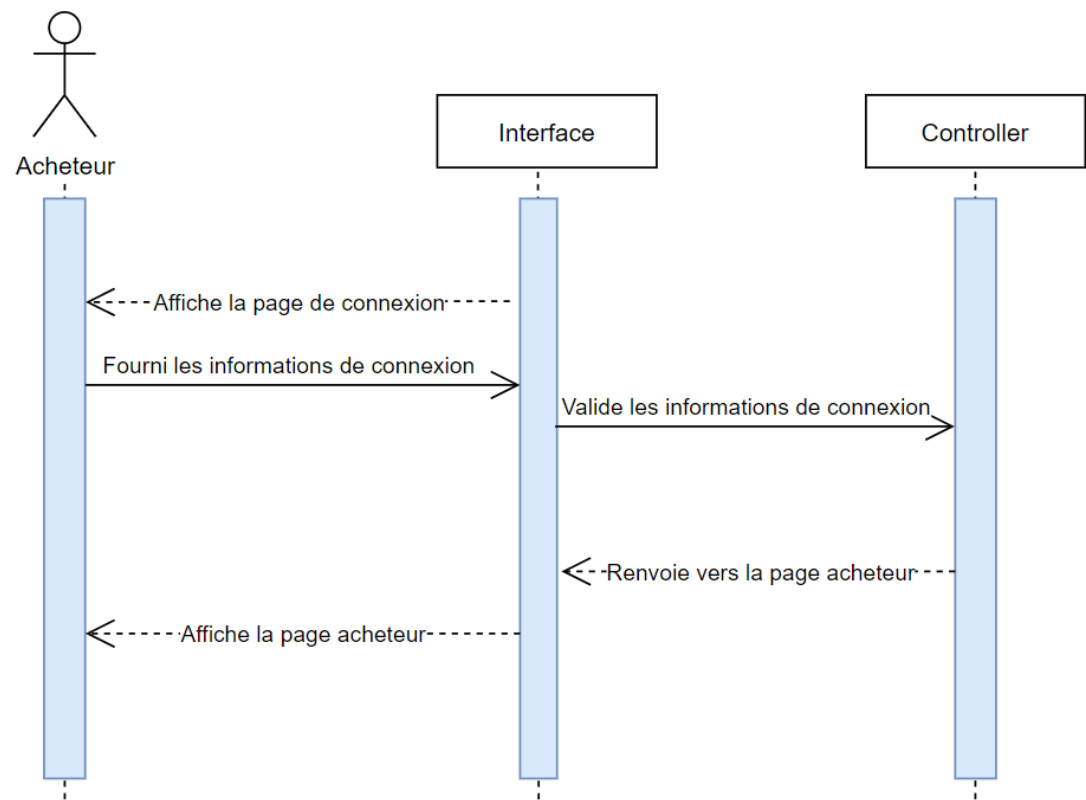 Acheteur
Interface
Controller
Affiche la page de connexion
Fourni les informations de connexion
Valide les informations de connexion
Renvoie vers la page acheteur
Affiche la page acheteur